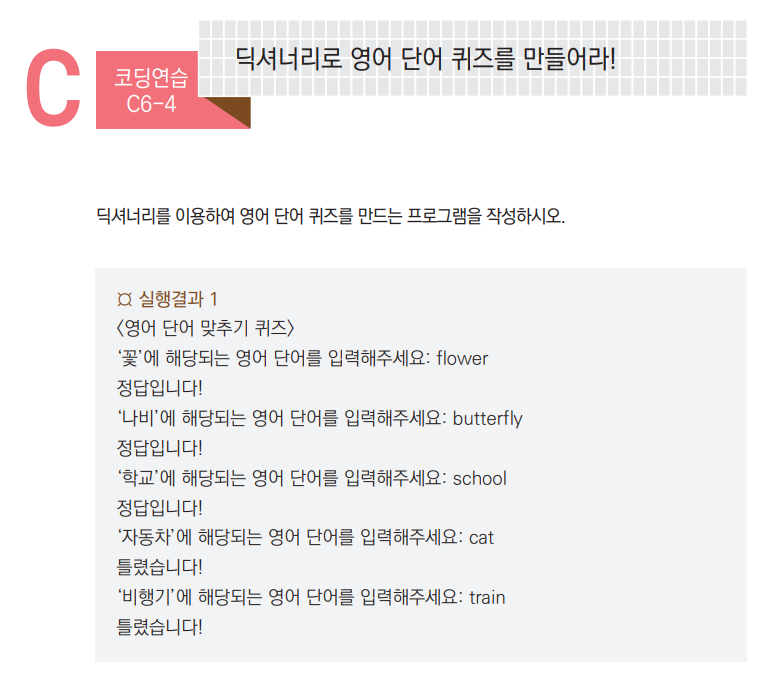 C
코딩연습
C6-4
딕셔너리로 영어 단어 퀴즈를 만들어라!
딕셔너리를 이용하여 영어 단어 퀴즈를 만드는 프로그램을 작성하시오.
¤ 실행결과 1
〈영어 단어 맞추기 퀴즈〉
‘꽃’에 해당되는 영어 단어를 입력해주세요: flower
정답입니다!
‘나비’에 해당되는 영어 단어를 입력해주세요: butterfly
정답입니다!
‘학교’에 해당되는 영어 단어를 입력해주세요: school
정답입니다!
‘자동차’에 해당되는 영어 단어를 입력해주세요: cat
틀렸습니다!
‘비행기’에 해당되는 영어 단어를 입력해주세요: train
틀렸습니다!